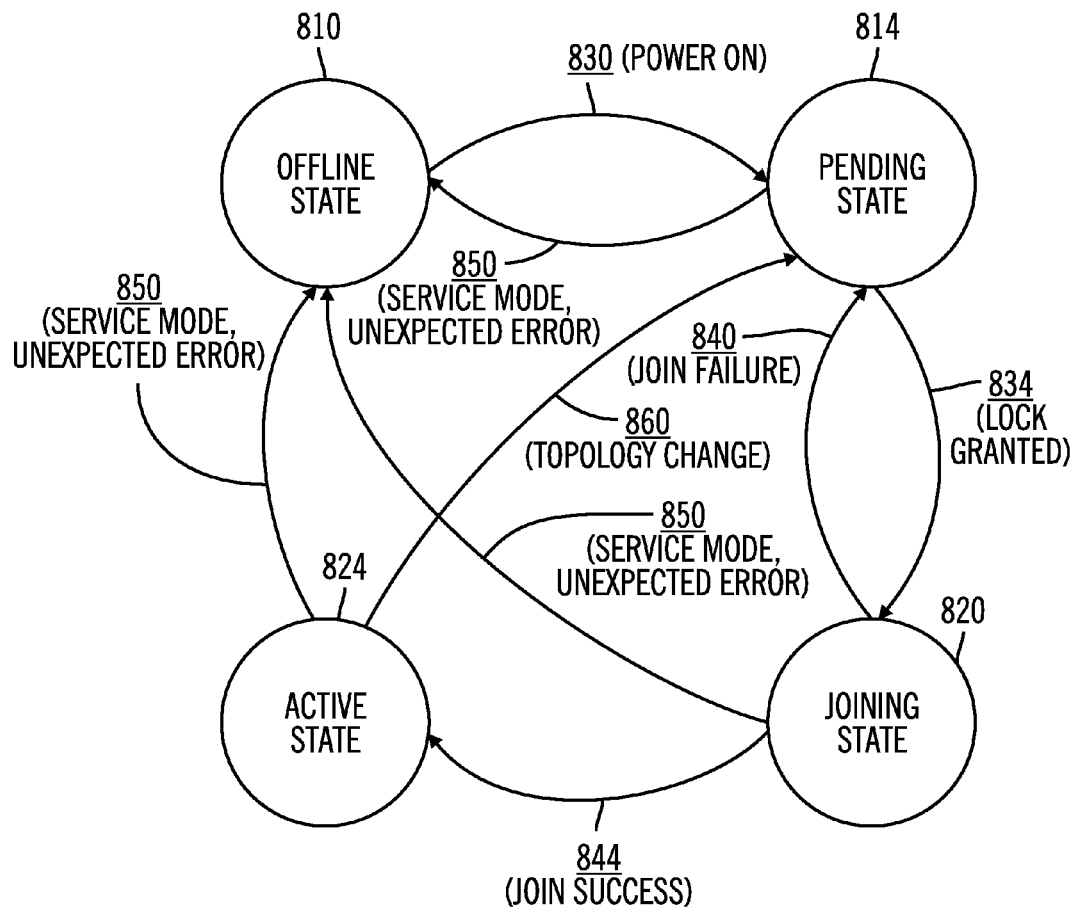 810
814
830 (POWER ON)
OFFLINE
STATE
PENDING
STATE
850
(SERVICE MODE,
UNEXPECTED ERROR)
850
(SERVICE MODE,
UNEXPECTED ERROR)
840
(JOIN FAILURE)
834
(LOCK
GRANTED)
860
(TOPOLOGY CHANGE)
850
(SERVICE MODE,
UNEXPECTED ERROR)
824
820
ACTIVE
STATE
JOINING
STATE
844
(JOIN SUCCESS)